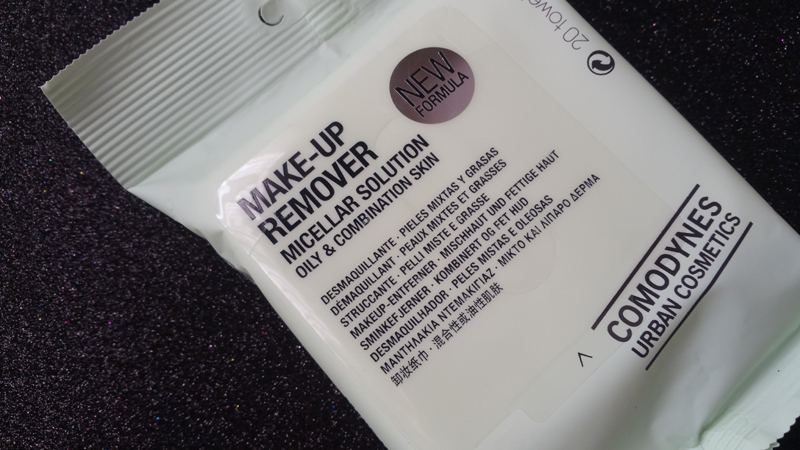 20 towe
NEW
FORMULA
MAKE-UP
REMOVER
MICELLAR SOLUTION
OILY & COMBINATION SKIN
DESMAQUILLANTE · PIELES MIXTAS Y GRASAS
DÉMAQUILLANT · PEAUX MIXTES ET GRASSES
STRUCCANTE · PELLI MISTE E GRASSE
MAKEUP-ENTFERNER · MISCHHAUT UND FETTIGE HAUT
SMINKEFJERNER · KOMBINERT OG FET HUD
DESMAQUILHADOR · PELES MISTAS E OLEOSAS
ΜΑΝΤΗΛΑΚΙΑ ΝΤΕΜΑΚΙΓΙΑΖ · ΜΙΚΤΟ ΚΑΙ ΛΙΠΑΡΟ ΔΕΡΜΑ
卸妆纸巾 · 混合性或油性肌肤
COMODYNES
URBAN COSMETICS